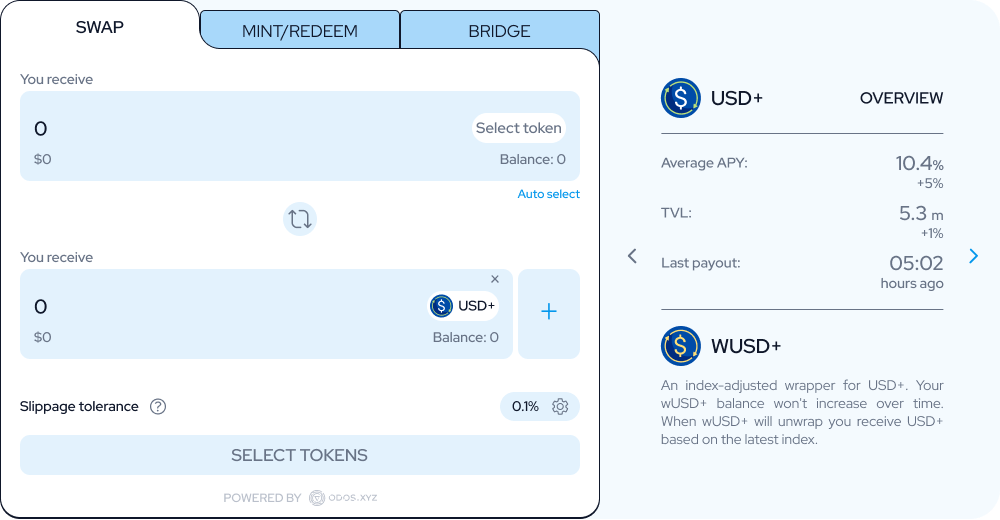 SWAP
MINT/REDEEM
BRIDGE
You receive
0
Select token
$0
Balance: 0
Auto select
You receive
×
0
$ USD+
$0
Balance: 0
+
Slippage tolerance ?
0.1%
SELECT TOKENS
POWERED BY ODOS.XYZ
$ USD+
OVERVIEW
Average APY:
10.4%
+5%
TVL:
5.3 m
+1%
Last payout:
05:02
hours ago
$ WUSD+
An index-adjusted wrapper for USD+. Your
wUSD+ balance won't increase over time.
When wUSD+ will unwrap you receive USD+
based on the latest index.